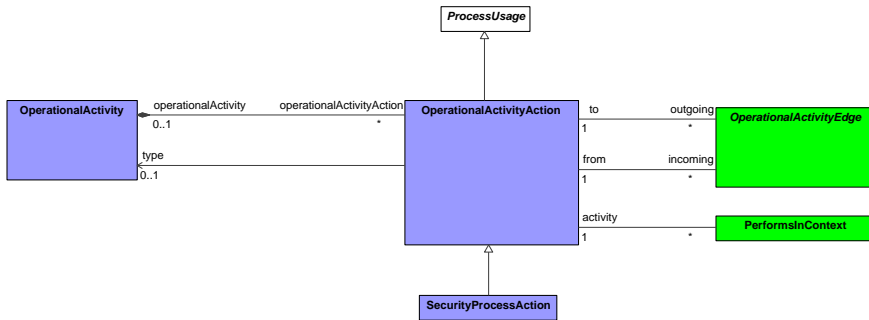 ProcessUsage
OperationalActivity
operationalActivity
operationalActivityAction
0..1
*
type
0..1
OperationalActivityAction
to
outgoing
1
*
from
incoming
1
*
activity
1
*
OperationalActivityEdge
PerformsInContext
SecurityProcessAction